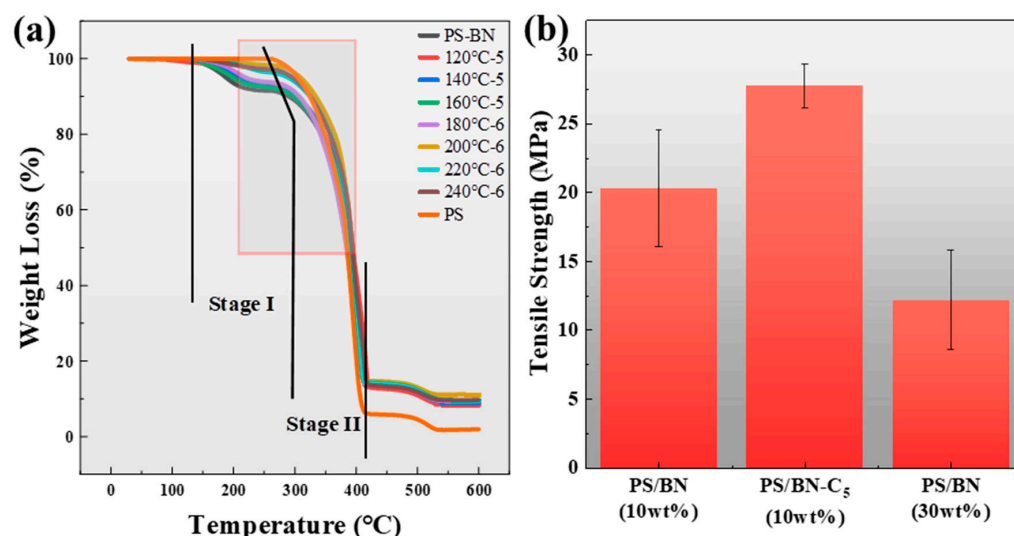 (a)
100
80
60
40
20
0
Weight Loss (%)
0
100
200
300
400
500
600
Temperature (°C)
PS-BN
120°C-5
140°C-5
160°C-5
180°C-6
200°C-6
220°C-6
240°C-6
PS
Stage I
Stage II
(b)
30
25
20
15
10
5
0
Tensile Strength (MPa)
PS/BN
(10wt%)
PS/BN-C₅
(10wt%)
PS/BN
(30wt%)